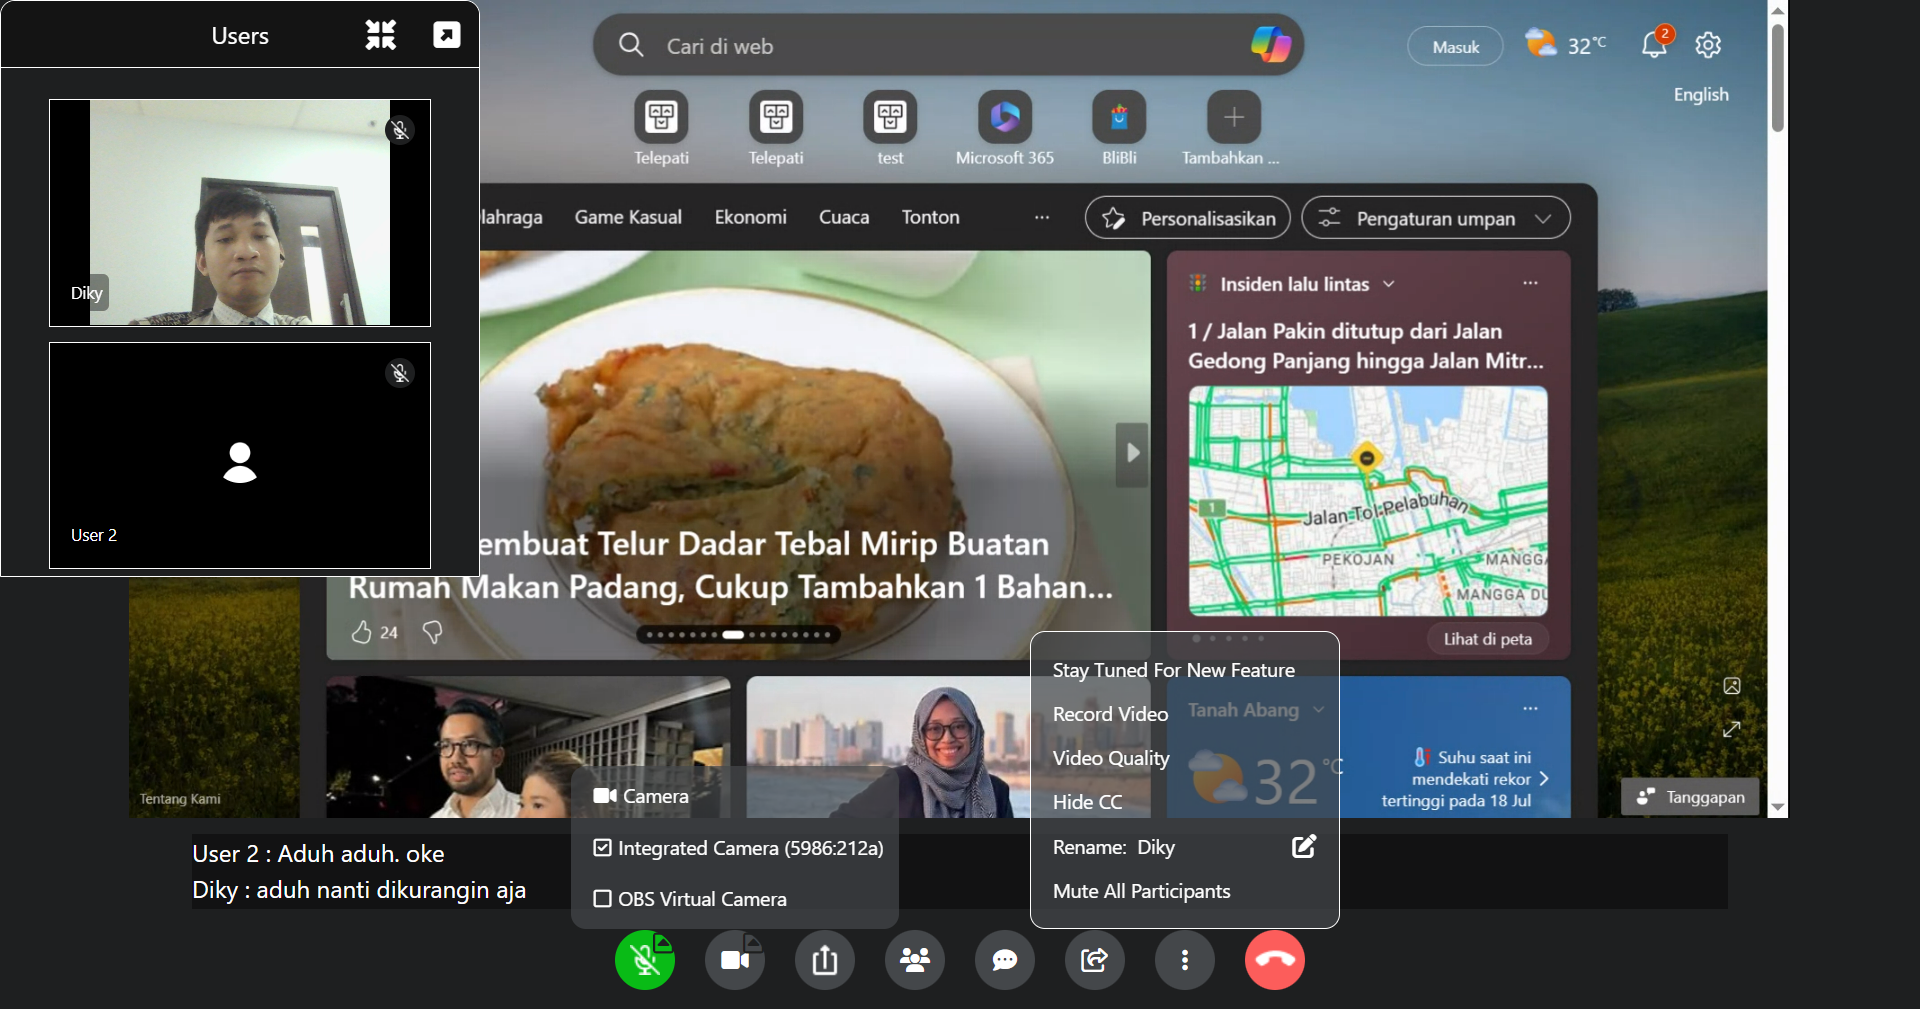 Users
Diky
User 2
Cari di web
Masuk
32°C
2
English
Telepati
Telepati
test
Microsoft 365
BliBli
Tambahkan ...
lahraga
Game Kasual
Ekonomi
Cuaca
Tonton
...
Personalisasikan
Pengaturan umpan
embuat Telur Dadar Tebal Mirip Buatan
Rumah Makan Padang, Cukup Tambahkan 1 Bahan...
24
Insiden lalu lintas
1 / Jalan Pakin ditutup dari Jalan
Gedong Panjang hingga Jalan Mitr...
1
Jalan Tol Pelabuhan
PEKOJAN
MANGGA
MANGGA DU
Lihat di peta
Tanah Abang
32°C
Suhu saat ini
mendekati rekor
tertinggi pada 18 Jul
Tentang Kami
Tanggapan
Stay Tuned For New Feature
Record Video
Video Quality
Hide CC
Rename: Diky
Mute All Participants
Camera
Integrated Camera (5986:212a)
OBS Virtual Camera
User 2 : Aduh aduh. oke
Diky : aduh nanti dikurangin aja